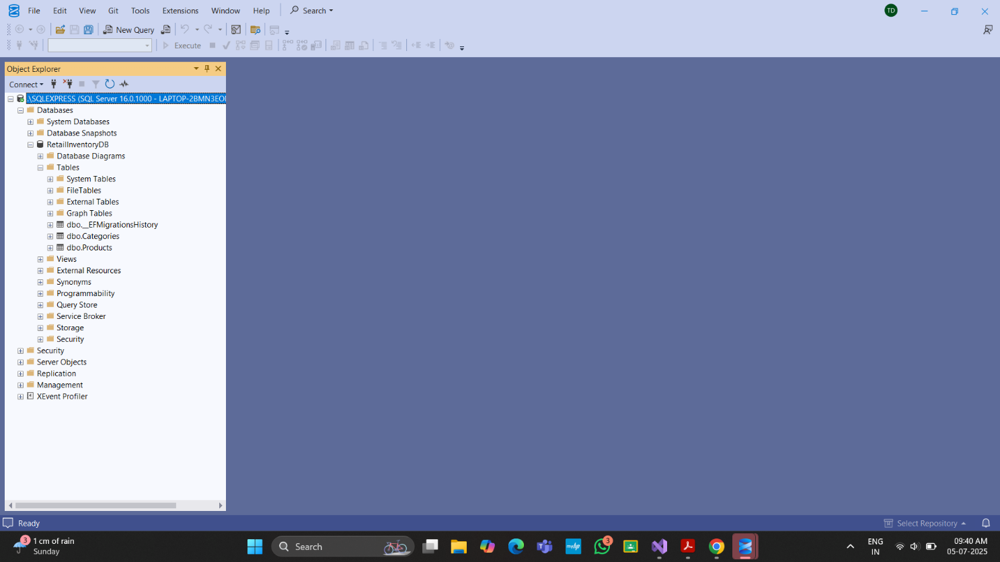 File Edit View Git Tools Extensions Window Help Search
TD
New Query
Execute
Object Explorer
Connect
.\SQLEXPRESS (SQL Server 16.0.1000 - LAPTOP-2BMN3EO
Databases
System Databases
Database Snapshots
RetailInventoryDB
Database Diagrams
Tables
System Tables
FileTables
External Tables
Graph Tables
dbo.__EFMigrationsHistory
dbo.Categories
dbo.Products
Views
External Resources
Synonyms
Programmability
Query Store
Service Broker
Storage
Security
Security
Server Objects
Replication
Management
XEvent Profiler
Ready
Select Repository
3
1 cm of rain
Sunday
Search
myhp
3
ENG
IN
09:40 AM
05-07-2025